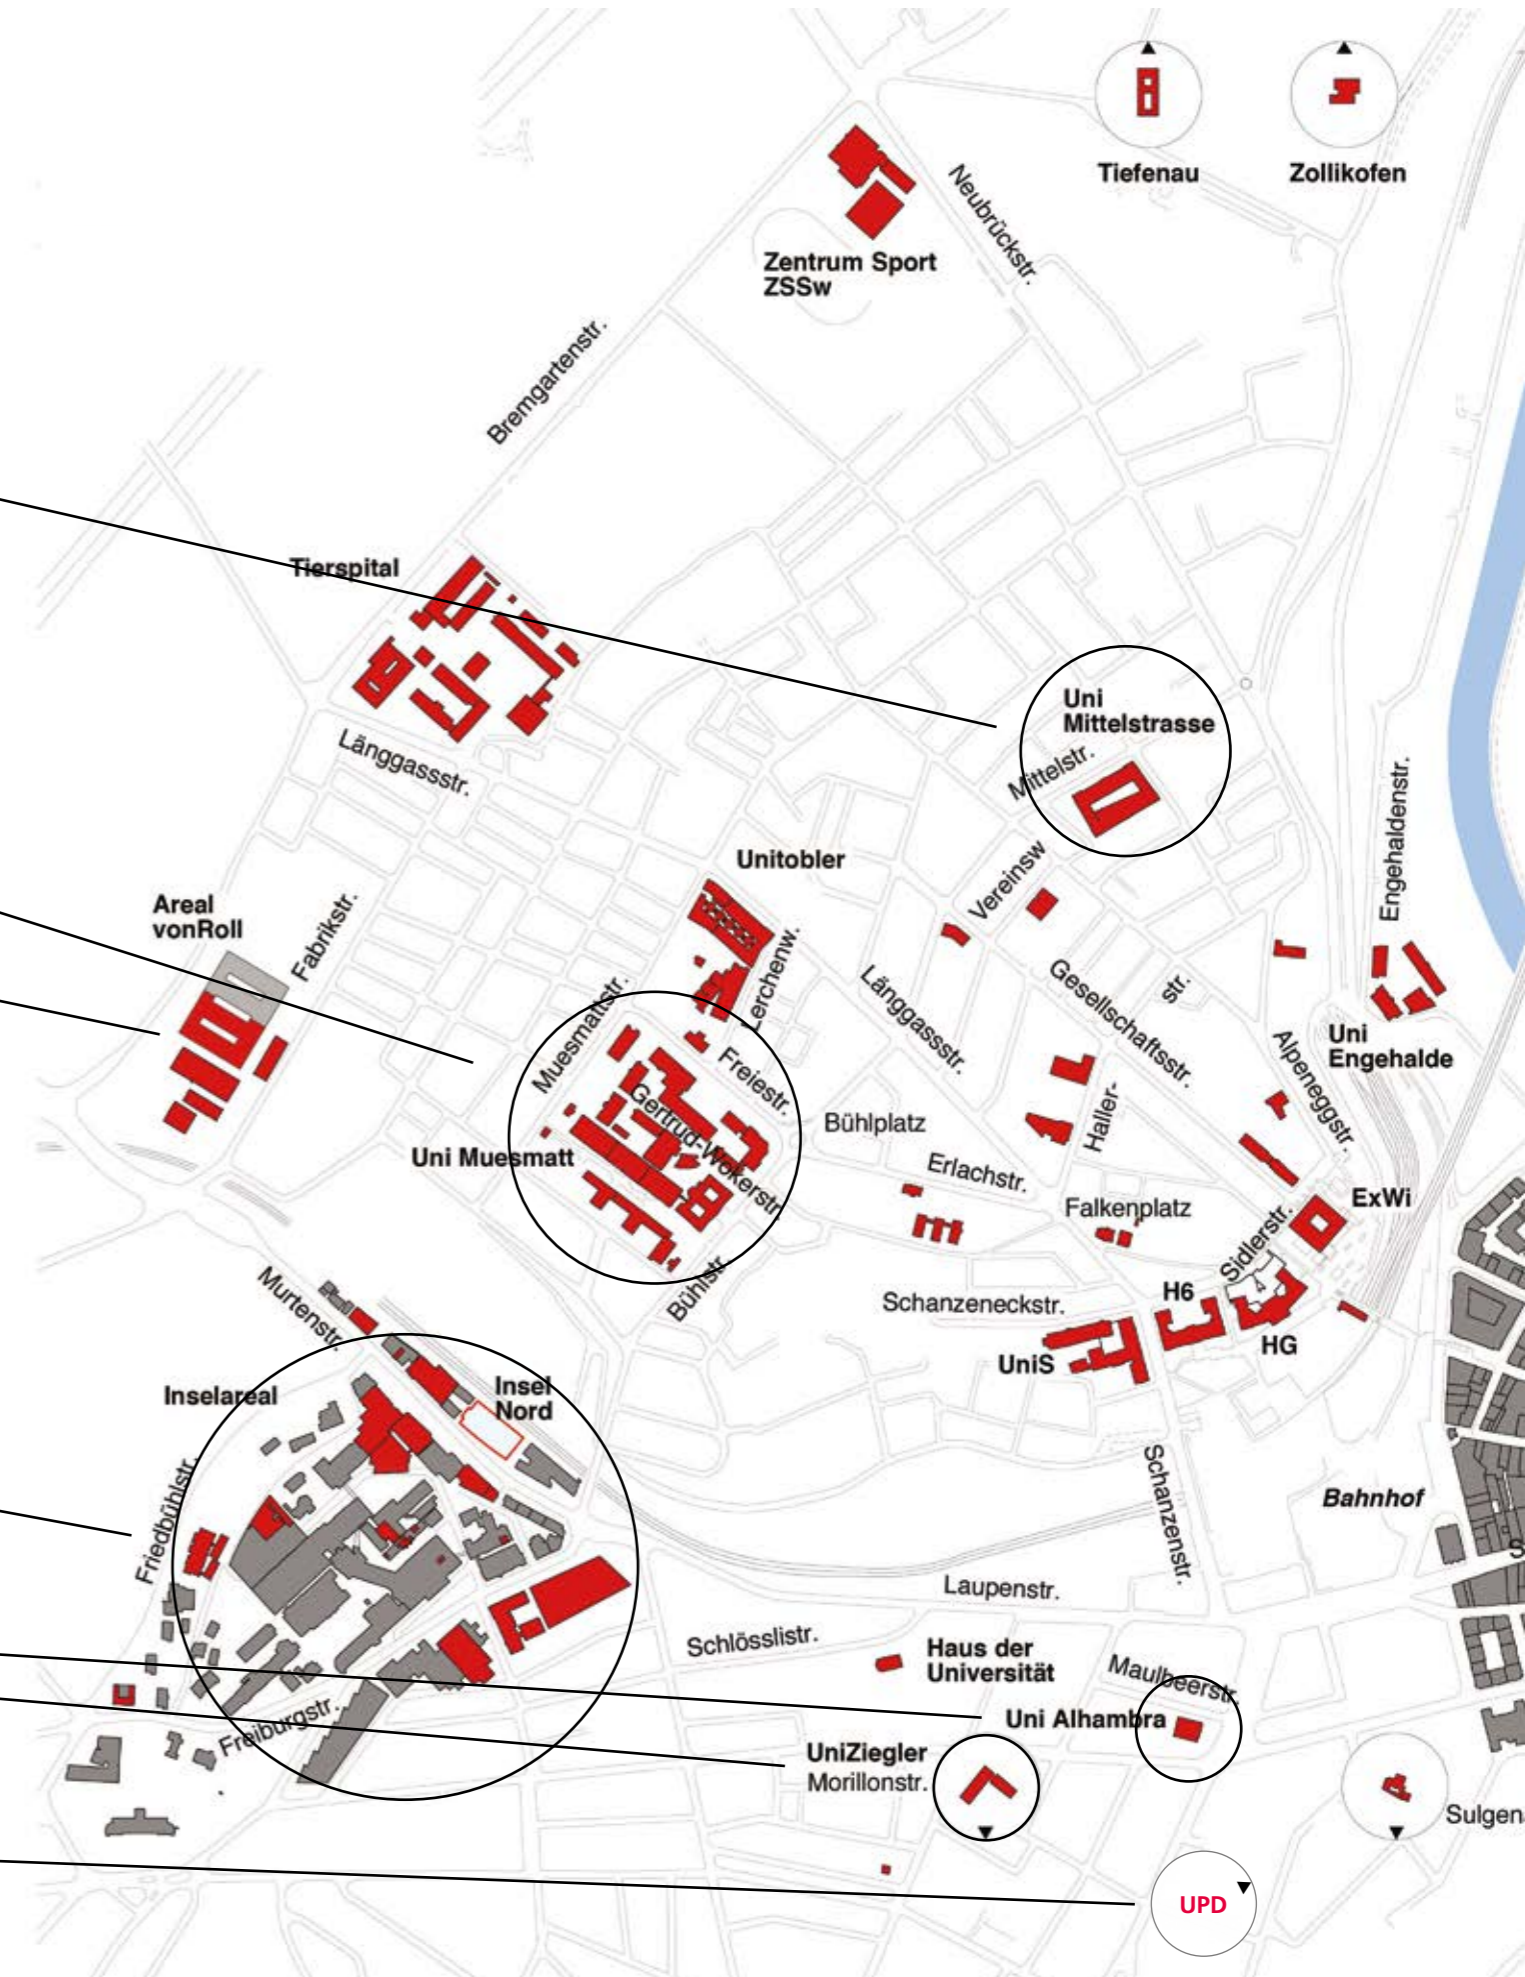 Tiefenau
Zollikofen
Neubrückstr.
Zentrum Sport
ZSSw
Bremgartenstr.
Tierspital
Uni
Mittelstrasse
Mittelstr.
Länggassstr.
Engehaldenstr.
Unitobler
Vereinsw
Areal
vonRoll
Fabrikstr.
Lerchenw.
Länggassstr.
Gesellschaftsstr.
str.
Muesmattstr.
Uni
Engehalde
Alpeneggstr.
Freiestr.
Gertrud-Wokerstr.
Bühlplatz
Haller-
Uni Muesmatt
Erlachstr.
Falkenplatz
ExWi
Sidlerstr.
Murtenstr.
Bühlstr.
Schanzeneckstr.
H6
HG
UniS
Inselareal
Insel
Nord
Friedbühlstr.
Schanzenstr.
Bahnhof
S
Laupenstr.
Schlösslistr.
Haus der
Universität
Maulbeerstr.
Freiburgstr.
Uni Alhambra
UniZiegler
Morillonstr.
Sulgen
UPD